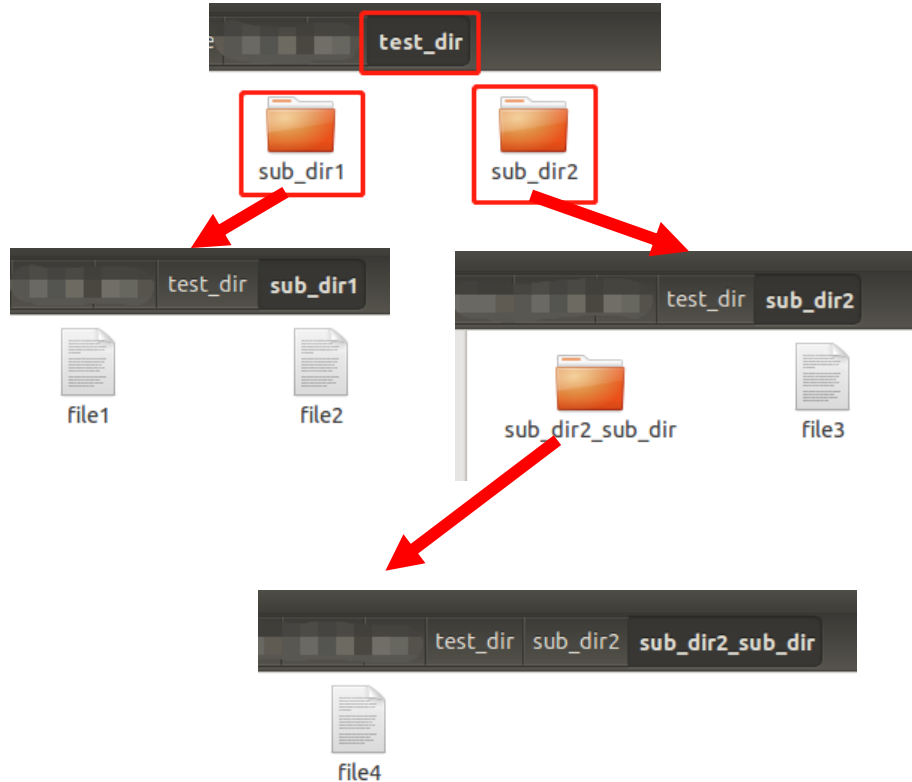 test_dir
sub_dir1
sub_dir2
test_dir sub_dir1
file1
file2
test_dir sub_dir2
sub_dir2_sub_dir
file3
test_dir sub_dir2 sub_dir2_sub_dir
file4